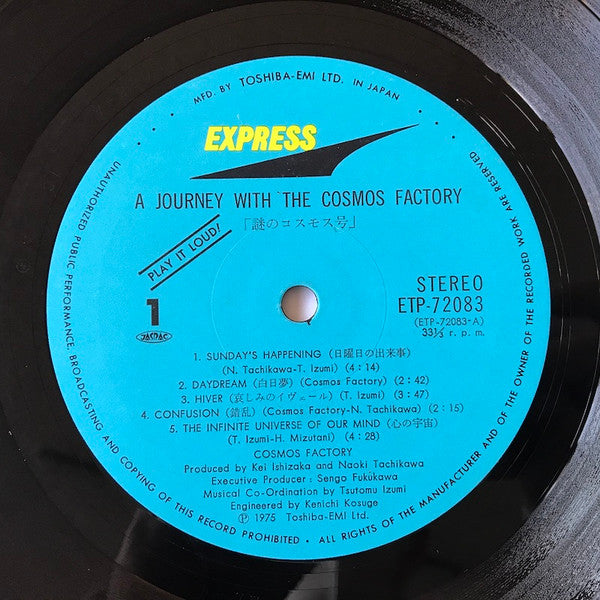 MFD. BY TOSHIBA-EMI LTD. IN JAPAN
EXPRESS
A JOURNEY WITH THE COSMOS FACTORY
「謎のコスモス号」
PLAY IT LOUD!
1
JASRAC
STEREO
ETP-72083
(ETP-72083-A)
33⅓ r. p. m.
1. SUNDAY'S HAPPENING (日曜日の出来事)
(N. Tachikawa-T. Izumi) (4:14)
2. DAYDREAM (白日夢) (Cosmos Factory) (2:42)
3. HIVER (哀しみのイヴェール) (T. Izumi) (3:47)
4. CONFUSION (錯乱) (Cosmos Factory-N. Tachikawa) (2:15)
5. THE INFINITE UNIVERSE OF OUR MIND (心の宇宙)
(T. Izumi-H. Mizutani) (4:28)
COSMOS FACTORY
Produced by Kei Ishizaka and Naoki Tachikawa
Executive Producer : Sengo Fukukawa
Musical Co-Ordination by Tsutomu Izumi
Engineered by Kenichi Kosuge
Ⓟ 1975 Toshiba-EMI Ltd.
UNAUTHORIZED PUBLIC PERFORMANCE, BROADCASTING AND COPYING OF THIS RECORD PROHIBITED • ALL RIGHTS OF THE MANUFACTURER AND OF THE OWNER OF THE RECORDED WORK ARE RESERVED.